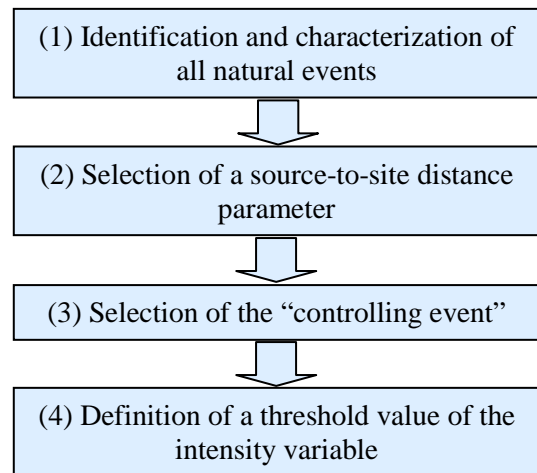 (1) Identification and characterization of
all natural events
(2) Selection of a source-to-site distance
parameter
(3) Selection of the “controlling event”
(4) Definition of a threshold value of the
intensity variable